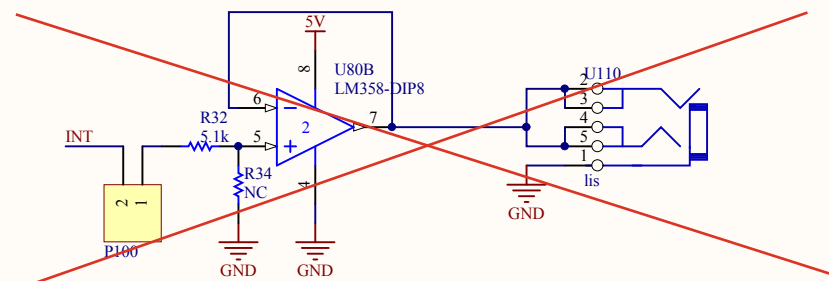 5V
8
U80B
LM358-DIP8
6
7
2
5
4
R32
5.1k
R34
NC
INT
2
1
P100
GND
GND
U110
2
3
4
5
1
lis
GND